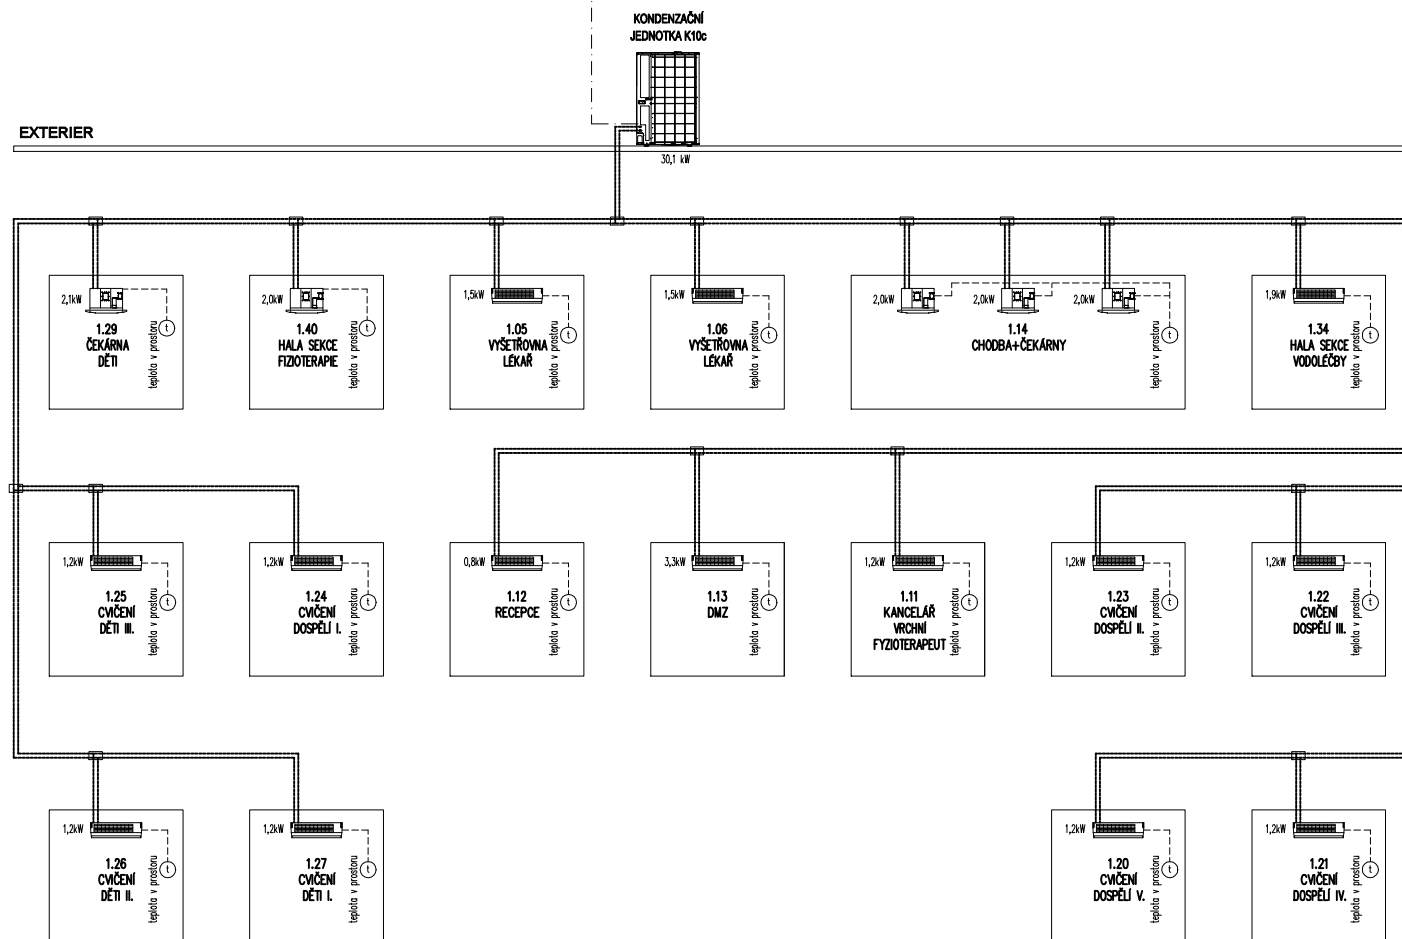 KONDENZAČNÍ
JEDNOTKA K10c
EXTERIER
30,1 kW
2,1kW
1.29
ČEKÁRNA
DĚTI
teplota v prostoru
t
2,0kW
1.40
HALA SEKCE
FIZIOTERAPIE
teplota v prostoru
t
1,5kW
1.05
VYŠETŘOVNA
LÉKAŘ
teplota v prostoru
t
1,5kW
1.06
VYŠETŘOVNA
LÉKAŘ
teplota v prostoru
t
2,0kW
2,0kW
2,0kW
1.14
CHODBA+ČEKÁRNY
teplota v prostoru
t
1,9kW
1.34
HALA SEKCE
VODOLÉČBY
teplota v prostoru
t
1,2kW
1.25
CVIČENÍ
DĚTI III.
teplota v prostoru
t
1,2kW
1.24
CVIČENÍ
DOSPĚLÍ I.
teplota v prostoru
t
0,8kW
1.12
RECEPCE
teplota v prostoru
t
3,3kW
1.13
DMZ
teplota v prostoru
t
1,2kW
1.11
KANCELÁŘ
VRCHNÍ
FYZIOTERAPEUT
teplota v prostoru
t
1,2kW
1.23
CVIČENÍ
DOSPĚLÍ II.
teplota v prostoru
t
1,2kW
1.22
CVIČENÍ
DOSPĚLÍ III.
teplota v prostoru
t
1,2kW
1.26
CVIČENÍ
DĚTI II.
teplota v prostoru
t
1,2kW
1.27
CVIČENÍ
DĚTI I.
teplota v prostoru
t
1,2kW
1.20
CVIČENÍ
DOSPĚLÍ V.
teplota v prostoru
t
1,2kW
1.21
CVIČENÍ
DOSPĚLÍ IV.
teplota v prostoru
t